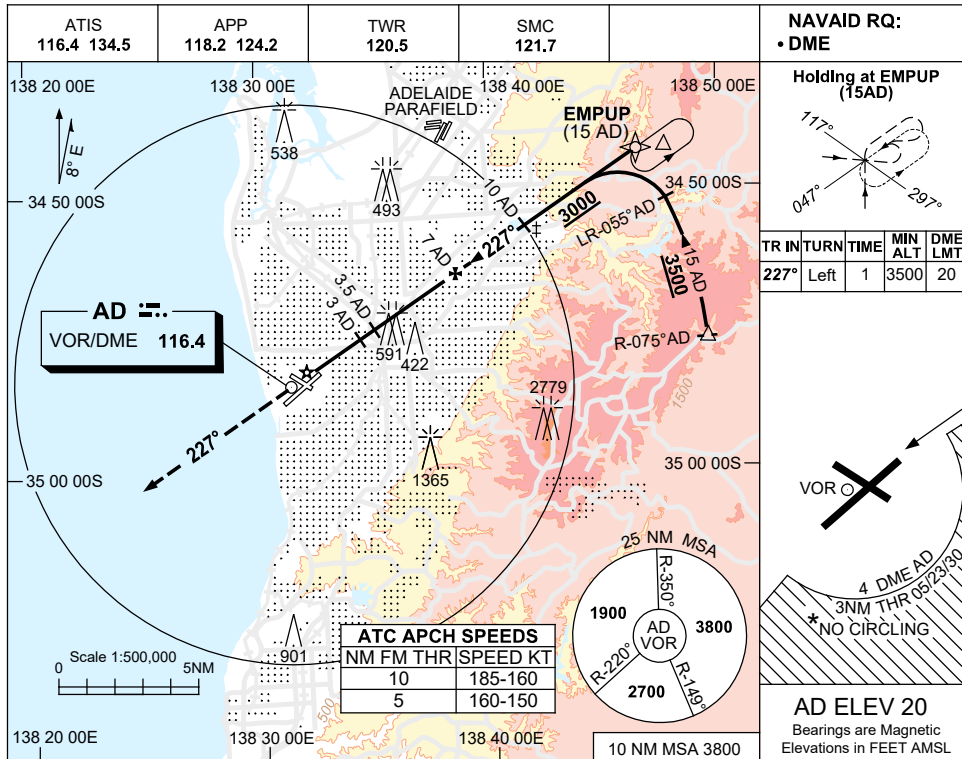 ATIS
116.4 134.5
APP
118.2 124.2
TWR
120.5
SMC
121.7
NAVAID RQ:
• DME
138 20 00E
138 30 00E
138 40 00E
138 50 00E
8° E
ADELAIDE
PARAFIELD
EMPUP
(15 AD)
538
493
34 50 00S
34 50 00S
10 AD
3000
LR-055°AD
227°
7 AD
15 AD
3500
3.5 AD
3 AD
R-075°AD
AD
VOR/DME 116.4
591
422
2779
1500
227°
1365
35 00 00S
35 00 00S
25 NM MSA
R-350°
1900
3800
AD
VOR
R-220°
R-149°
2700
901
ATC APCH SPEEDS
NM FM THR SPEED KT
10 185-160
5 160-150
Scale 1:500,000
0 5NM
500
138 20 00E
138 30 00E
138 40 00E
10 NM MSA 3800
Holding at EMPUP
(15AD)
117°
047°
297°
TR IN TURN TIME MIN ALT DME LMT
227° Left 1 3500 20
VOR
4 DME AD
3NM THR 05/23/30
*NO CIRCLING
AD ELEV 20
Bearings are Magnetic
Elevations in FEET AMSL